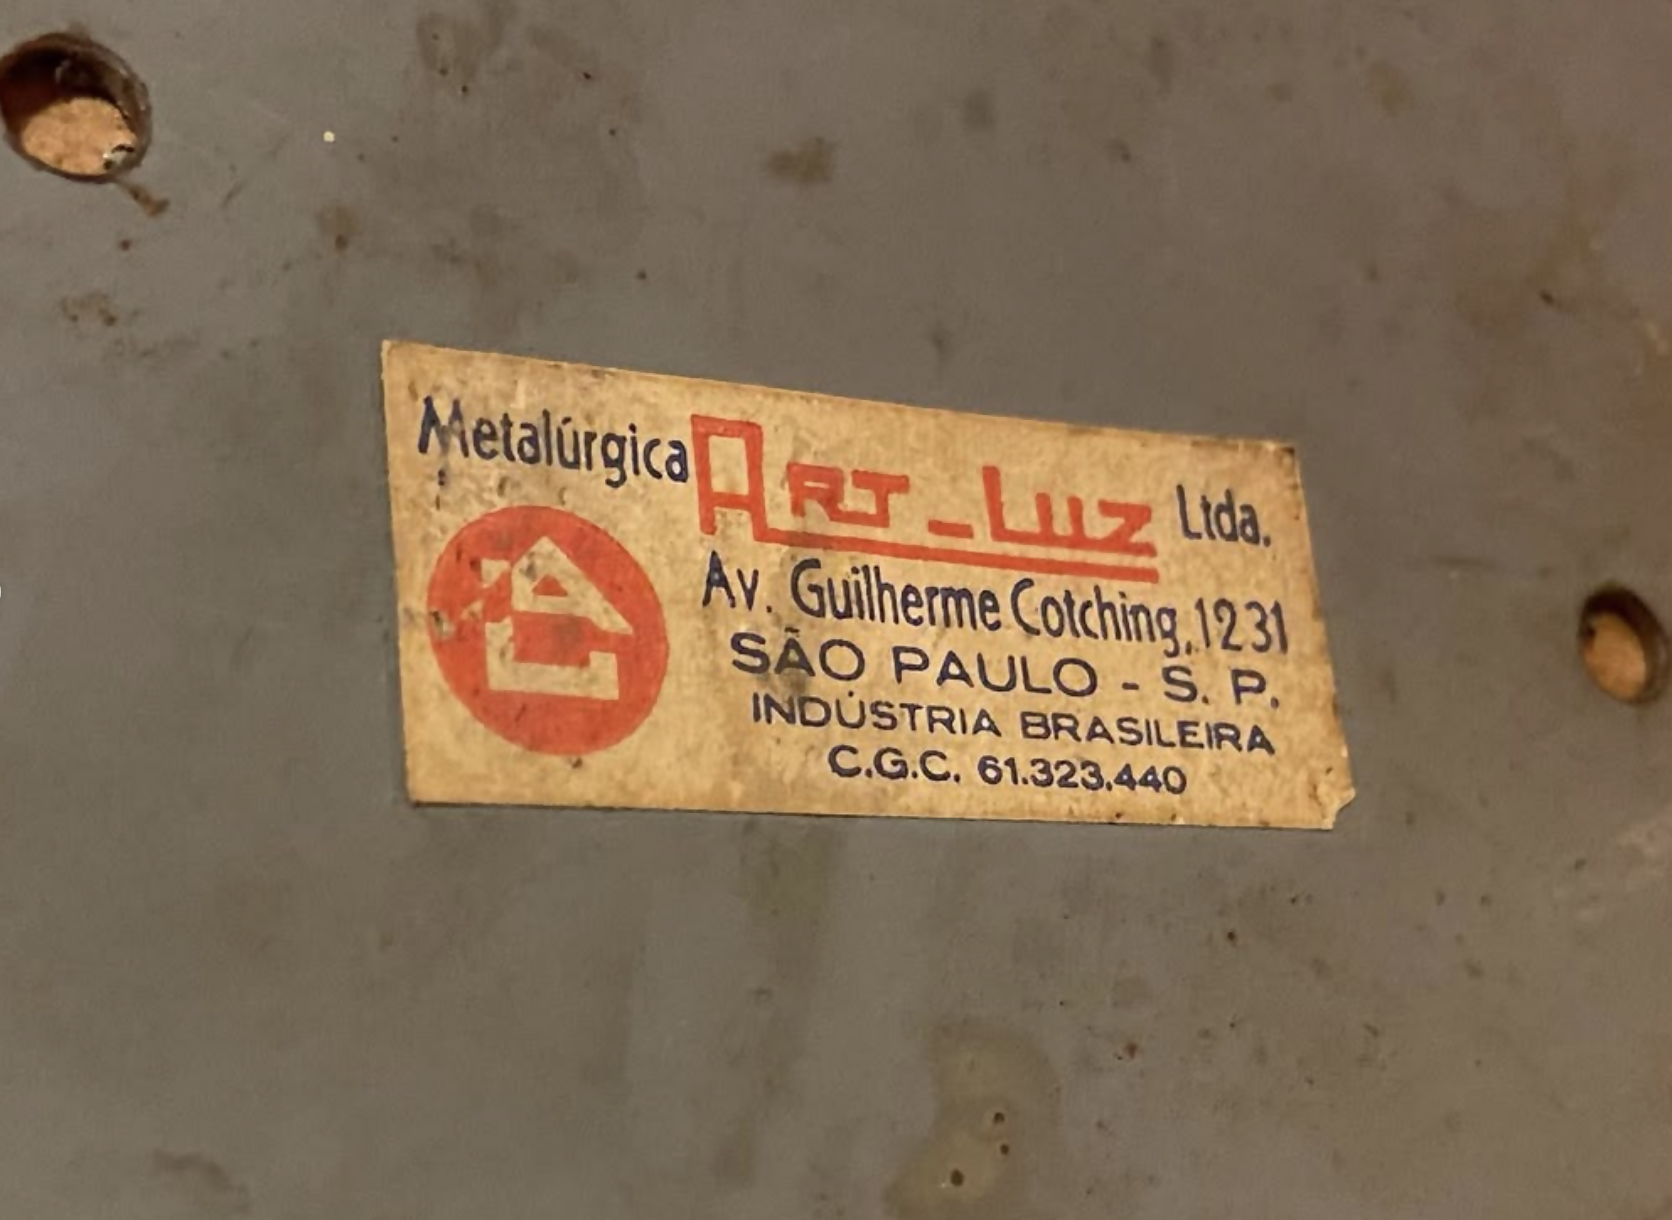 Metalúrgica ART-LUZ Ltda.
Av. Guilherme Cotching, 1231
SÃO PAULO - S. P.
INDÚSTRIA BRASILEIRA
C.G.C. 61.323.440